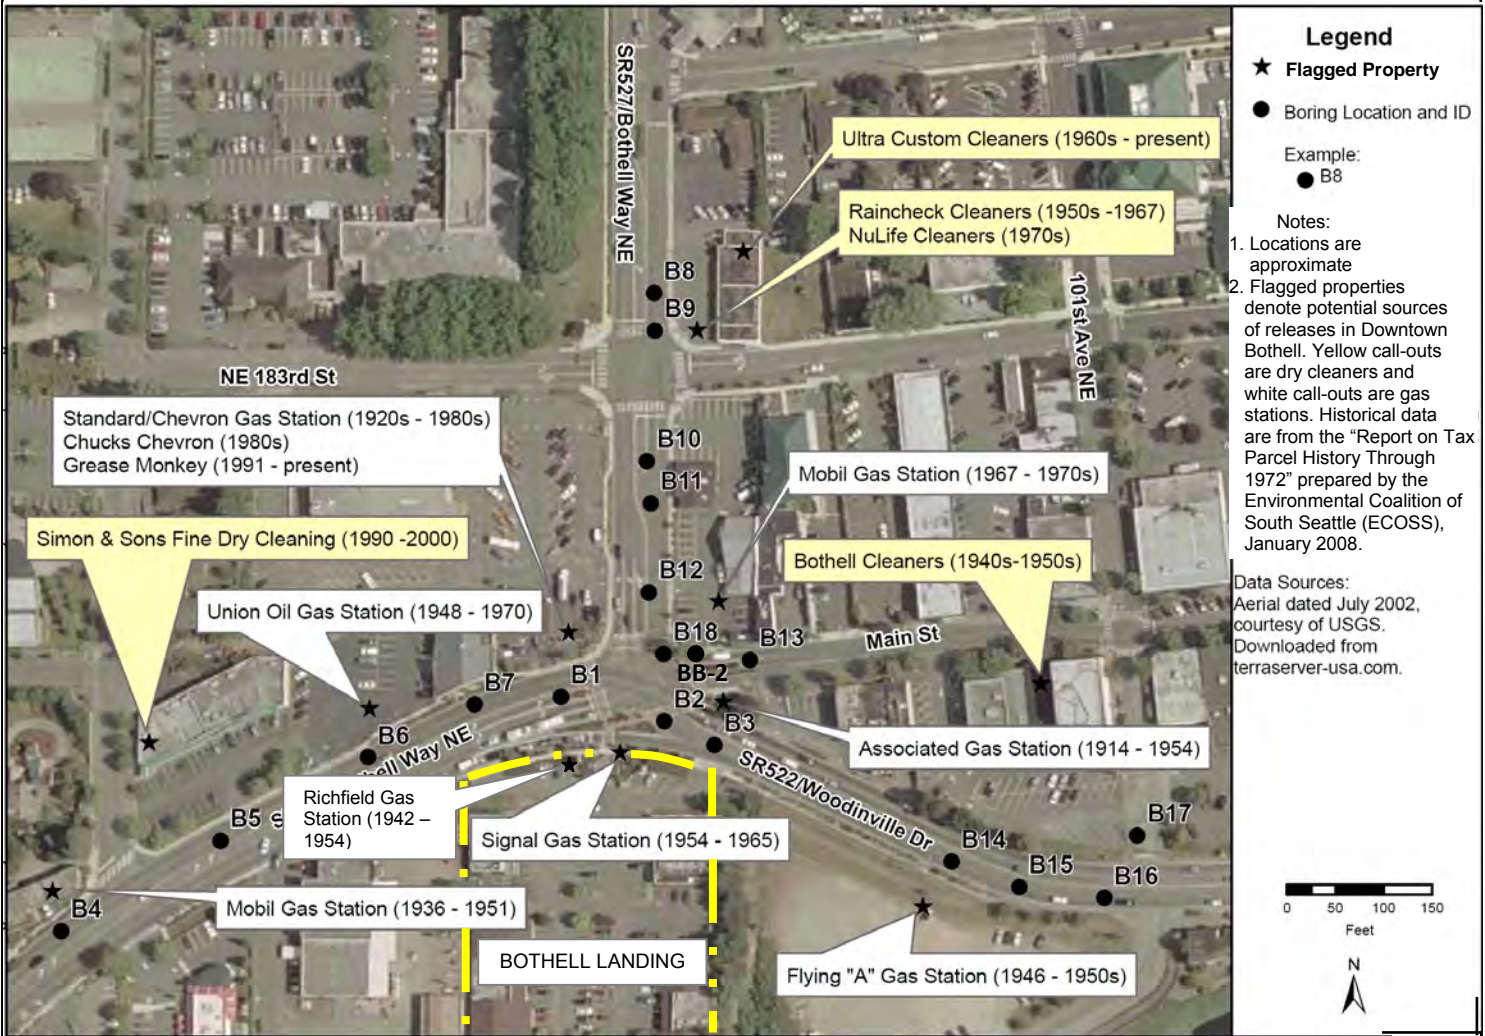 SR527/Bothell Way NE
Ultra Custom Cleaners (1960s - present)
Raincheck Cleaners (1950s -1967)
NuLife Cleaners (1970s)
B8
B9
101st Ave NE
NE 183rd St
Standard/Chevron Gas Station (1920s - 1980s)
Chucks Chevron (1980s)
Grease Monkey (1991 - present)
B10
B11
Mobil Gas Station (1967 - 1970s)
Simon & Sons Fine Dry Cleaning (1990 -2000)
Bothell Cleaners (1940s-1950s)
B12
Union Oil Gas Station (1948 - 1970)
B18
B13
Main St
BB-2
B7
B1
B2
B3
B6
Associated Gas Station (1914 - 1954)
hell Way NE
SR522/Woodinville Dr
Richfield Gas
Station (1942 –
1954)
B5
Signal Gas Station (1954 - 1965)
B14
B17
B15
B16
B4
Mobil Gas Station (1936 - 1951)
BOTHELL LANDING
Flying "A" Gas Station (1946 - 1950s)
Legend
Flagged Property
Boring Location and ID
Example:
B8
Notes:
1. Locations are
approximate
2. Flagged properties
denote potential sources
of releases in Downtown
Bothell. Yellow call-outs
are dry cleaners and
white call-outs are gas
stations. Historical data
are from the “Report on Tax
Parcel History Through
1972” prepared by the
Environmental Coalition of
South Seattle (ECOSS),
January 2008.
Data Sources:
Aerial dated July 2002,
courtesy of USGS.
Downloaded from
terraserver-usa.com.
0 50 100 150
Feet
N